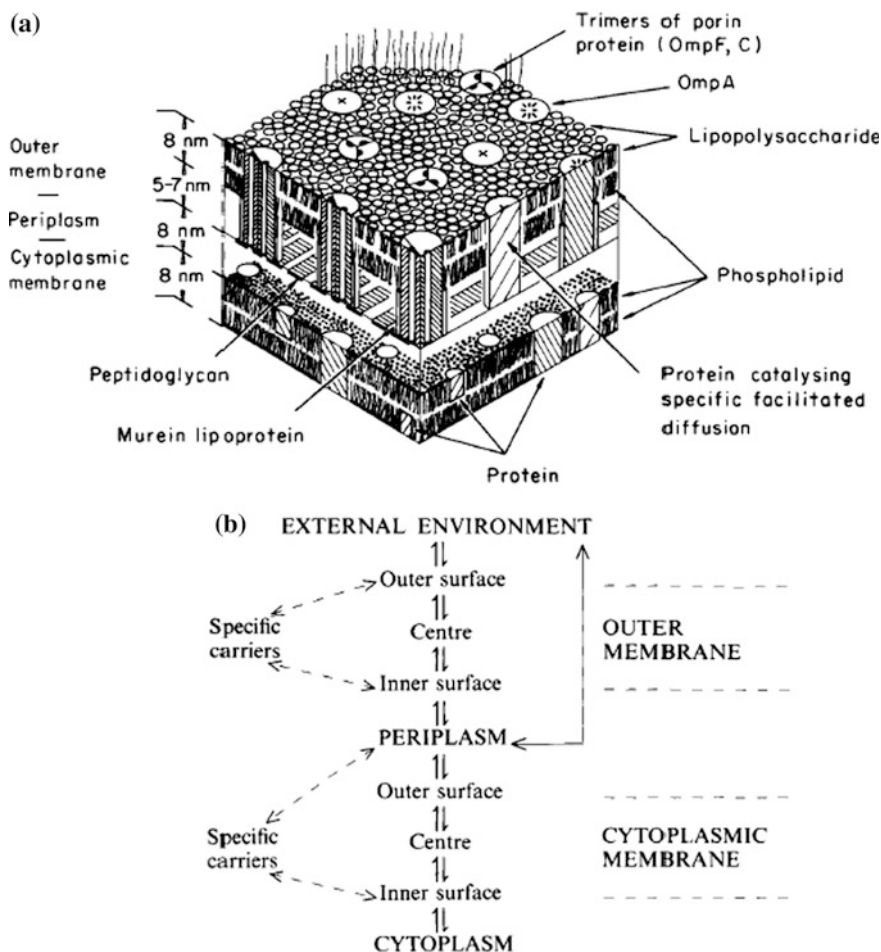 (a)
Trimers of porin
protein (OmpF, C)
OmpA
Lipopolysaccharide
Outer
membrane
Periplasm
Cytoplasmic
membrane
8 nm
5-7nm
8 nm
8 nm
Phospholipid
Peptidoglycan
Murein lipoprotein
Protein
Protein catalysing
specific facilitated
diffusion
(b)
EXTERNAL ENVIRONMENT
Outer surface
Specific
carriers
Centre
OUTER
MEMBRANE
Inner surface
PERIPLASM
Outer surface
Specific
carriers
Centre
CYTOPLASMIC
MEMBRANE
Inner surface
CYTOPLASM